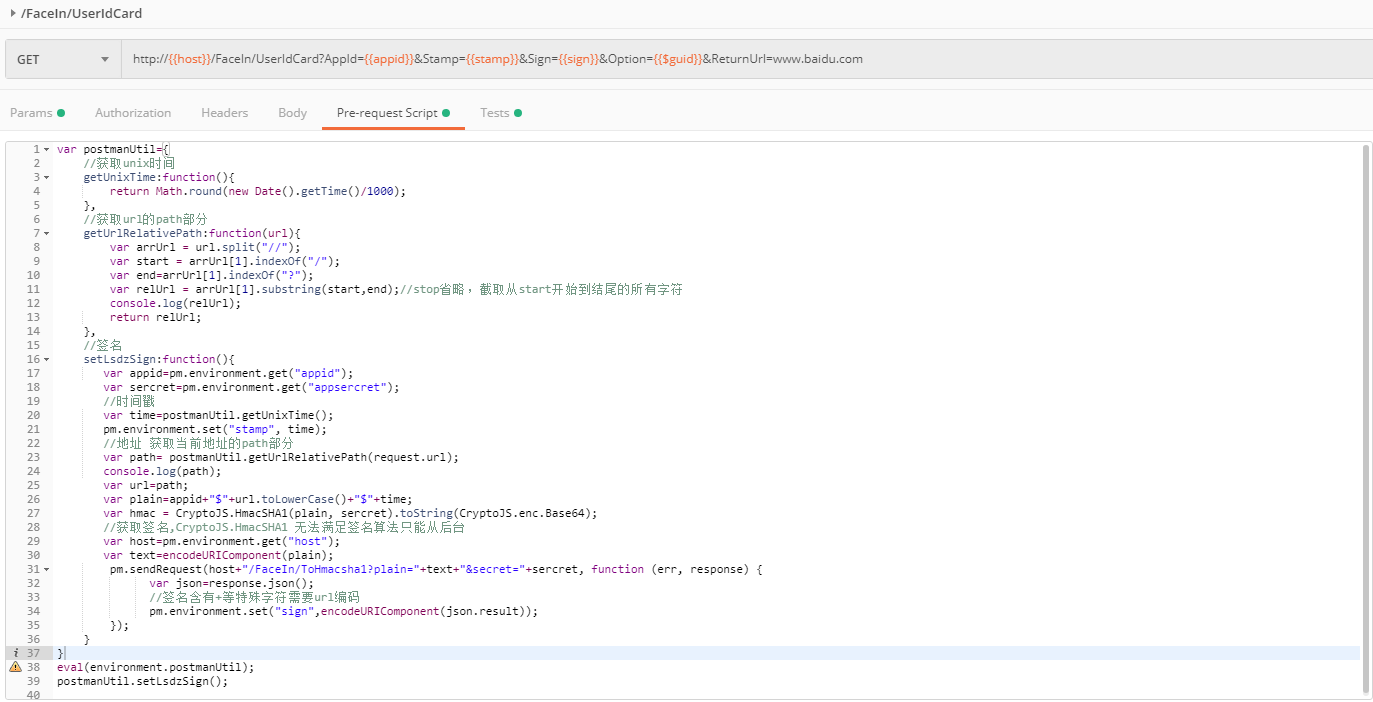 /FaceIn/UserIdCard
GET
http://{{host}}/FaceIn/UserIdCard?AppId={{appid}}&Stamp={{stamp}}&Sign={{sign}}&Option={{$guid}}&ReturnUrl=www.baidu.com
Params Authorization Headers Body Pre-request Script Tests
1 var postmanUtil={
2 //获取unix时间
3 getUnixTime:function(){
4 return Math.round(new Date().getTime()/1000);
5 },
6 //获取url的path部分
7 getUrlRelativePath:function(url){
8 var arrUrl = url.split("//");
9 var start = arrUrl[1].indexOf("/");
10 var end=arrUrl[1].indexOf("?");
11 var relUrl = arrUrl[1].substring(start,end);//stop省略，截取从start开始到结尾的所有字符
12 console.log(relUrl);
13 return relUrl;
14 },
15 //签名
16 setLsdzSign:function(){
17 var appid=pm.environment.get("appid");
18 var sercret=pm.environment.get("appsercret");
19 //时间戳
20 var time=postmanUtil.getUnixTime();
21 pm.environment.set("stamp", time);
22 //地址 获取当前地址的path部分
23 var path= postmanUtil.getUrlRelativePath(request.url);
24 console.log(path);
25 var url=path;
26 var plain=appid+"$"+url.toLowerCase()+"$"+time;
27 var hmac = CryptoJS.HmacSHA1(plain, sercret).toString(CryptoJS.enc.Base64);
28 //获取签名,CryptoJS.HmacSHA1 无法满足签名算法只能从后台
29 var host=pm.environment.get("host");
30 var text=encodeURIComponent(plain);
31 pm.sendRequest(host+"/FaceIn/ToHmacsha1?plain="+text+"&secret="+sercret, function (err, response) {
32 var json=response.json();
33 //签名含有+等特殊字符需要url编码
34 pm.environment.set("sign",encodeURIComponent(json.result));
35 });
36 }
37 }
38 eval(environment.postmanUtil);
39 postmanUtil.setLsdzSign();
40